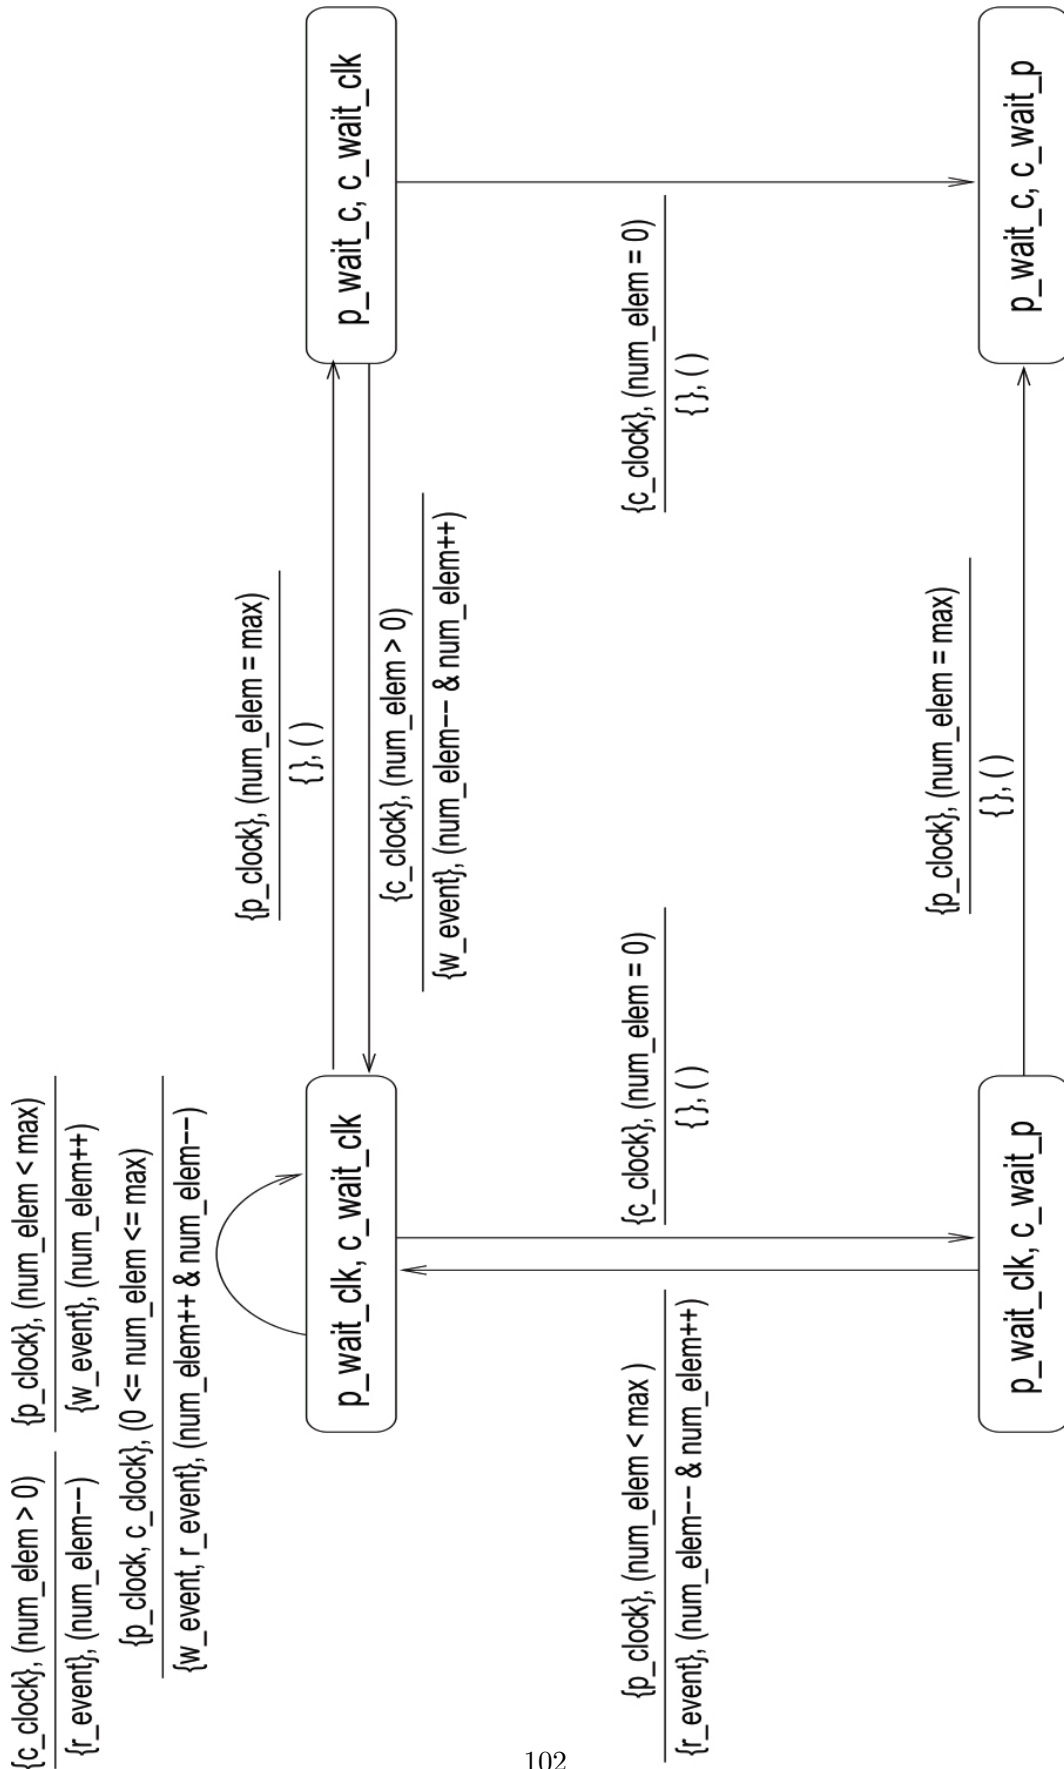 {c_clock}, (num_elem > 0)
{r_event}, (num_elem--)
{p_clock}, (num_elem < max)
{w_event}, (num_elem++)
{p_clock, c_clock}, (0 <= num_elem <= max)
{w_event, r_event}, (num_elem++ & num_elem--)
{p_clock}, (num_elem = max)
{ }, ( )
p_wait_clk, c_wait_clk
p_wait_c, c_wait_clk
{c_clock}, (num_elem > 0)
{w_event}, (num_elem-- & num_elem++)
{p_clock}, (num_elem < max )
{r_event}, (num_elem-- & num_elem++)
{c_clock}, (num_elem = 0)
{ }, ( )
{c_clock}, (num_elem = 0)
{ }, ( )
{p_clock}, (num_elem = max)
{ }, ( )
p_wait_clk, c_wait_p
p_wait_c, c_wait_p
102